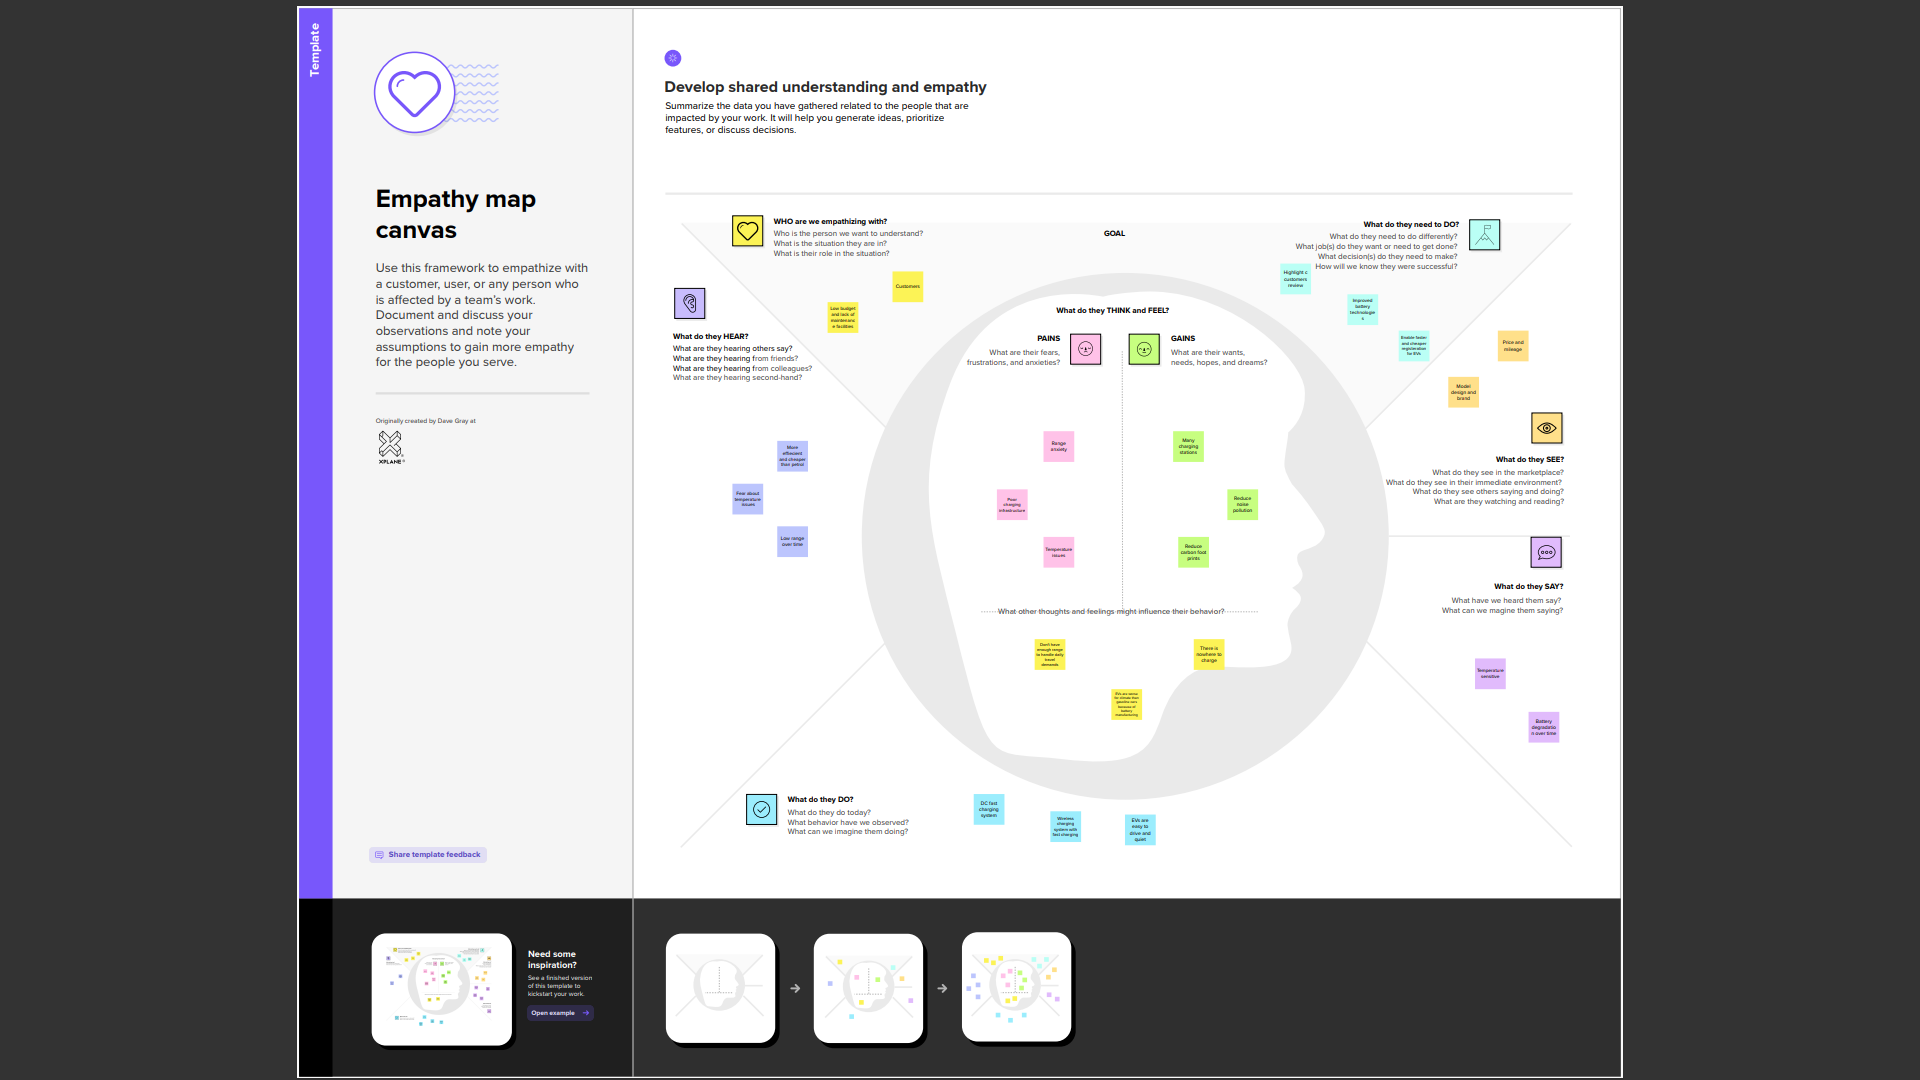 Template
Empathy map
canvas
Use this framework to empathize with
a customer, user, or any person who
is affected by a team's work.
Document and discuss your
observations and note your
assumptions to gain more empathy
for the people you serve.
Originally created by Dave Gray at
XPLANE
Share template feedback
Develop shared understanding and empathy
Summarize the data you have gathered related to the people that are
impacted by your work. It will help you generate ideas, prioritize
features, or discuss decisions.
WHO are we empathizing with?
Who is the person we want to understand?
What is the situation they are in?
What is their role in the situation?
Customers
Low budget
and lack of
maintenanc
e facilities
GOAL
What do they need to DO?
What do they need to do differently?
What job(s) do they want or need to get done?
What decision(s) do they need to make?
How will we know they were successful?
Highlight c
customers
review
Improved
battery
technologie
s
Enable faster
and cheaper
registeration
for EVs
Price and
mileage
Model
design and
brand
What do they HEAR?
What are they hearing others say?
What are they hearing from friends?
What are they hearing from colleagues?
What are they hearing second-hand?
More
effiecient
and cheaper
than petrol
Fear about
temperature
issues
Low range
over time
What do they THINK and FEEL?
PAINS
What are their fears,
frustrations, and anxieties?
GAINS
What are their wants,
needs, hopes, and dreams?
Range
anxiety
Poor
charging
infrastructure
Temperature
issues
Many
charging
stations
Reduce
noise
pollution
Reduce
carbon foot
prints
What other thoughts and feelings might influence their behavior?
Don't have
enough range
to handle daily
travel
demands
There is
nowhere to
charge
EVs are worse
for climate than
gasoline cars
because of
battery
manufacturing
What do they SEE?
What do they see in the marketplace?
What do they see in their immediate environment?
What do they see others saying and doing?
What are they watching and reading?
What do they SAY?
What have we heard them say?
What can we magine them saying?
Temperature
sensitive
Battery
degradatio
n over time
What do they DO?
What do they do today?
What behavior have we observed?
What can we imagine them doing?
DC fast
changing
system
Wireless
charging
system with
fast charging
EVs are
easy to
drive and
quiet
Need some
inspiration?
See a finished version
of this template to
kickstart your work.
Open example